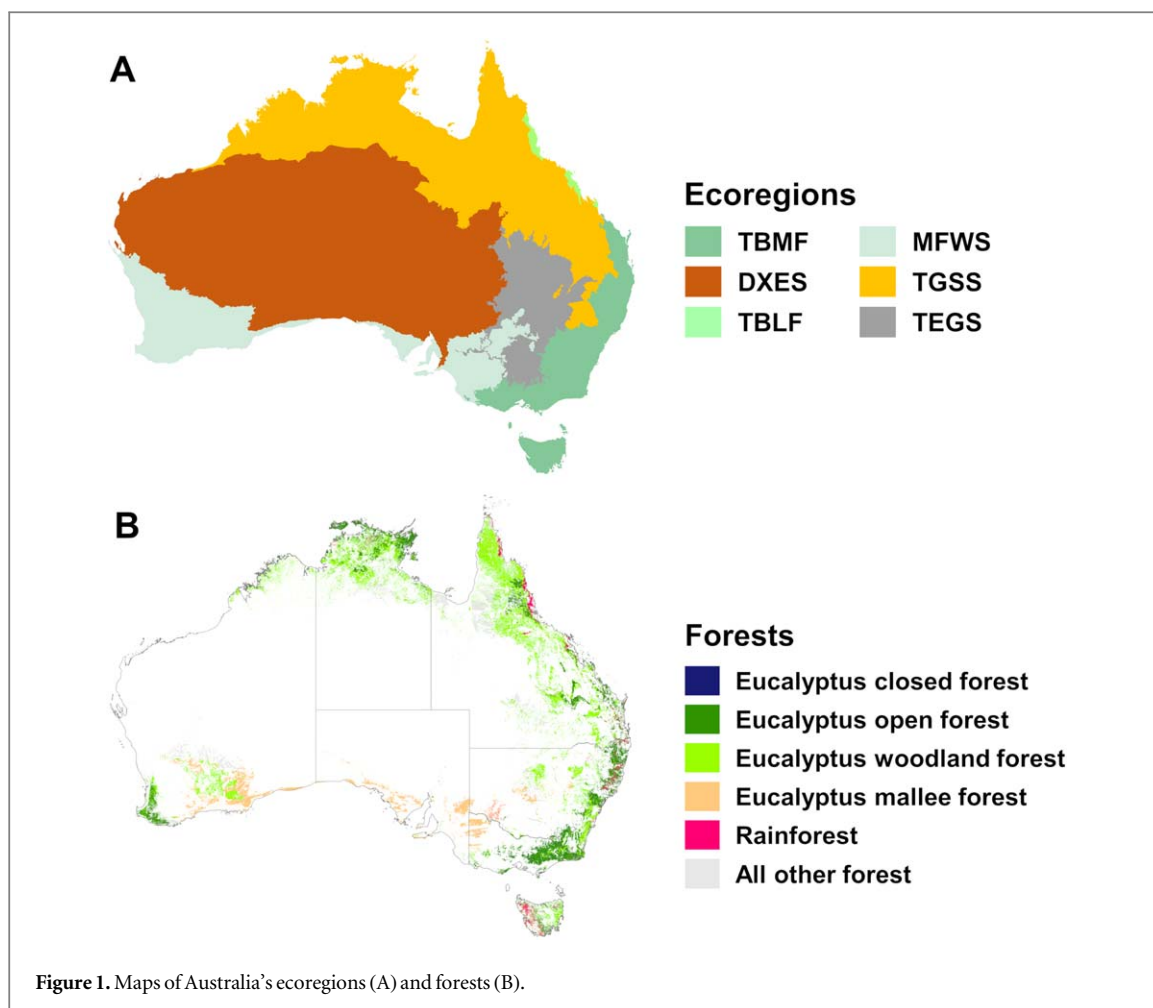 A
Ecoregions
TBMF MFWS
DXES TGSS
TBLF TEGS
B
Forests
Eucalyptus closed forest
Eucalyptus open forest
Eucalyptus woodland forest
Eucalyptus mallee forest
Rainforest
All other forest
Figure 1. Maps of Australia's ecoregions (A) and forests (B).